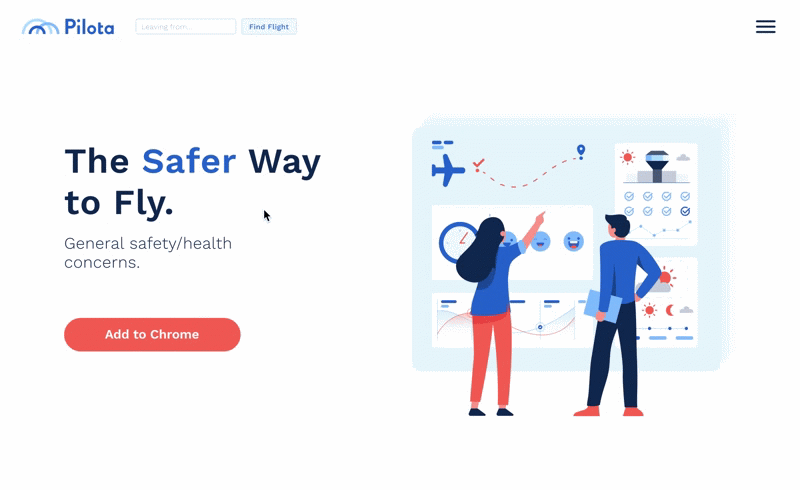 Pilota
Leaving from...
Find Flight
The Safer Way
to Fly.
General safety/health
concerns.
Add to Chrome